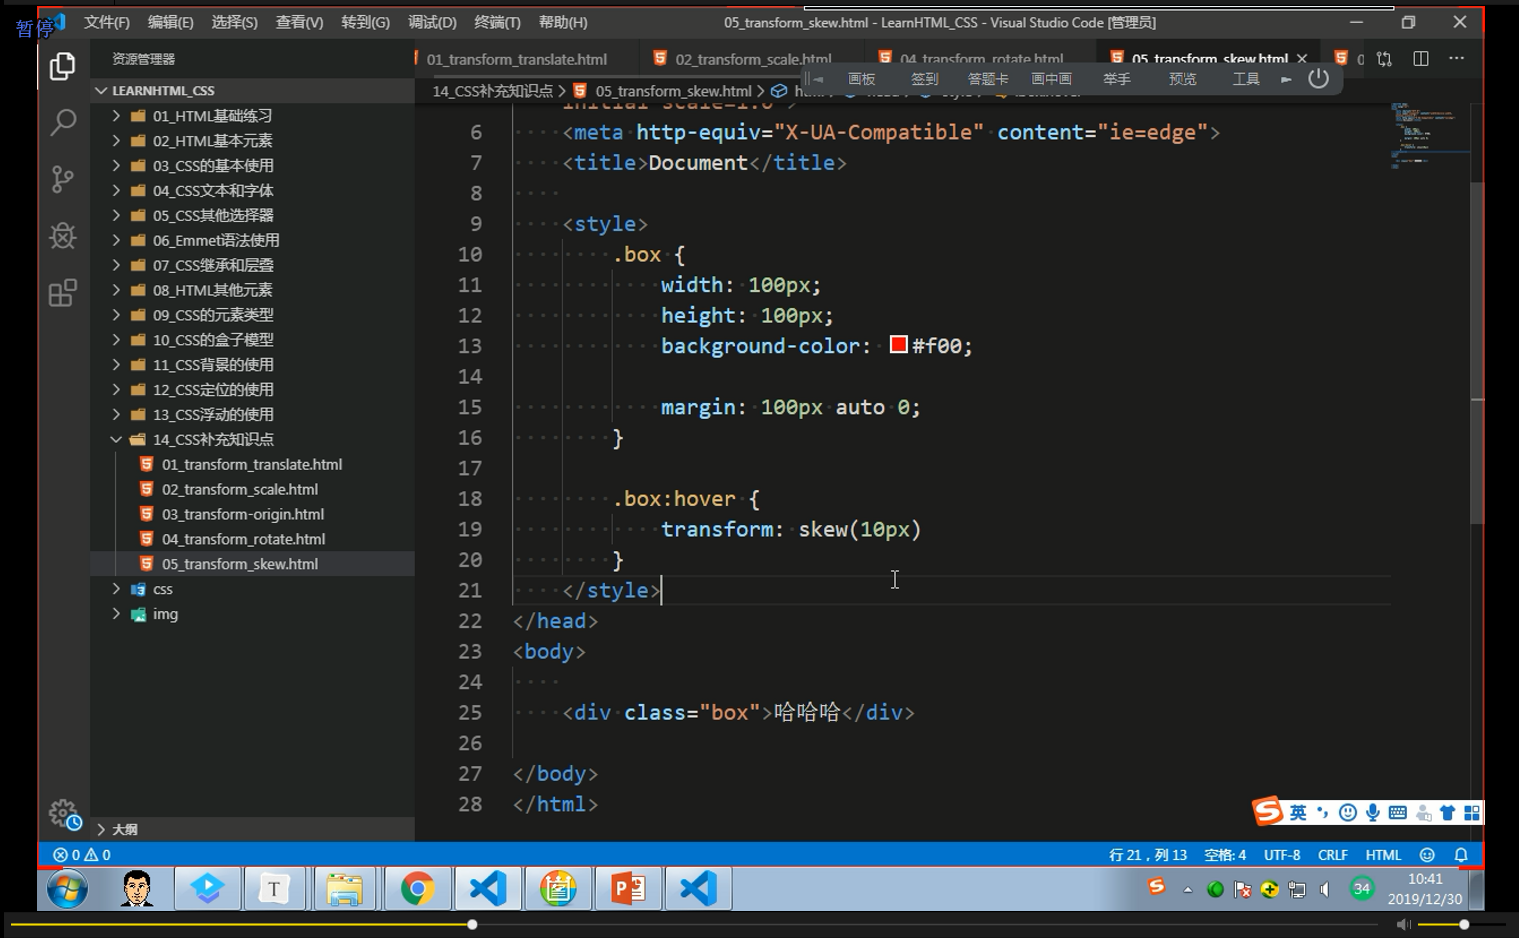 暂停
文件(F) 编辑(E) 选择(S) 查看(V) 转到(G) 调试(D) 终端(T) 帮助(H) 05_transform_skew.html - LearnHTML_CSS - Visual Studio Code [管理员]
资源管理器
01_transform_translate.html 02_transform_scale.html 04_transform_rotate.html 05_transform_skew.html
画板 签到 答题卡 画中画 举手 预览 工具
14_CSS补充知识点 > 05_transform_skew.html >
LEARNHTML_CSS
01_HTML基础练习
02_HTML基本元素
03_CSS的基本使用
04_CSS文本和字体
05_CSS其他选择器
06_Emmet语法使用
07_CSS继承和层叠
08_HTML其他元素
09_CSS的元素类型
10_CSS的盒子模型
11_CSS背景的使用
12_CSS定位的使用
13_CSS浮动的使用
14_CSS补充知识点
01_transform_translate.html
02_transform_scale.html
03_transform-origin.html
04_transform_rotate.html
05_transform_skew.html
css
img
大纲
initial-scale=1.0">
6 <meta http-equiv="X-UA-Compatible" content="ie=edge">
7 <title>Document</title>
8
9 <style>
10 .box {
11 width: 100px;
12 height: 100px;
13 background-color: #f00;
14
15 margin: 100px auto 0;
16 }
17
18 .box:hover {
19 transform: skew(10px)
20 }
21 </style>
22 </head>
23 <body>
24
25 <div class="box">哈哈哈</div>
26
27 </body>
28 </html>
英
0 0 行 21，列 13 空格: 4 UTF-8 CRLF HTML
34
10:41
2019/12/30